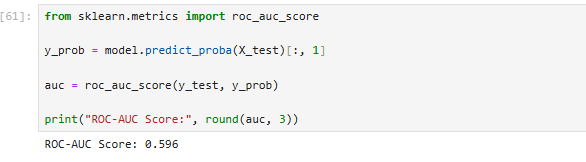 [61]:
from sklearn.metrics import roc_auc_score
y_prob = model.predict_proba(X_test)[:, 1]
auc = roc_auc_score(y_test, y_prob)
print("ROC-AUC Score:", round(auc, 3))
ROC-AUC Score: 0.596